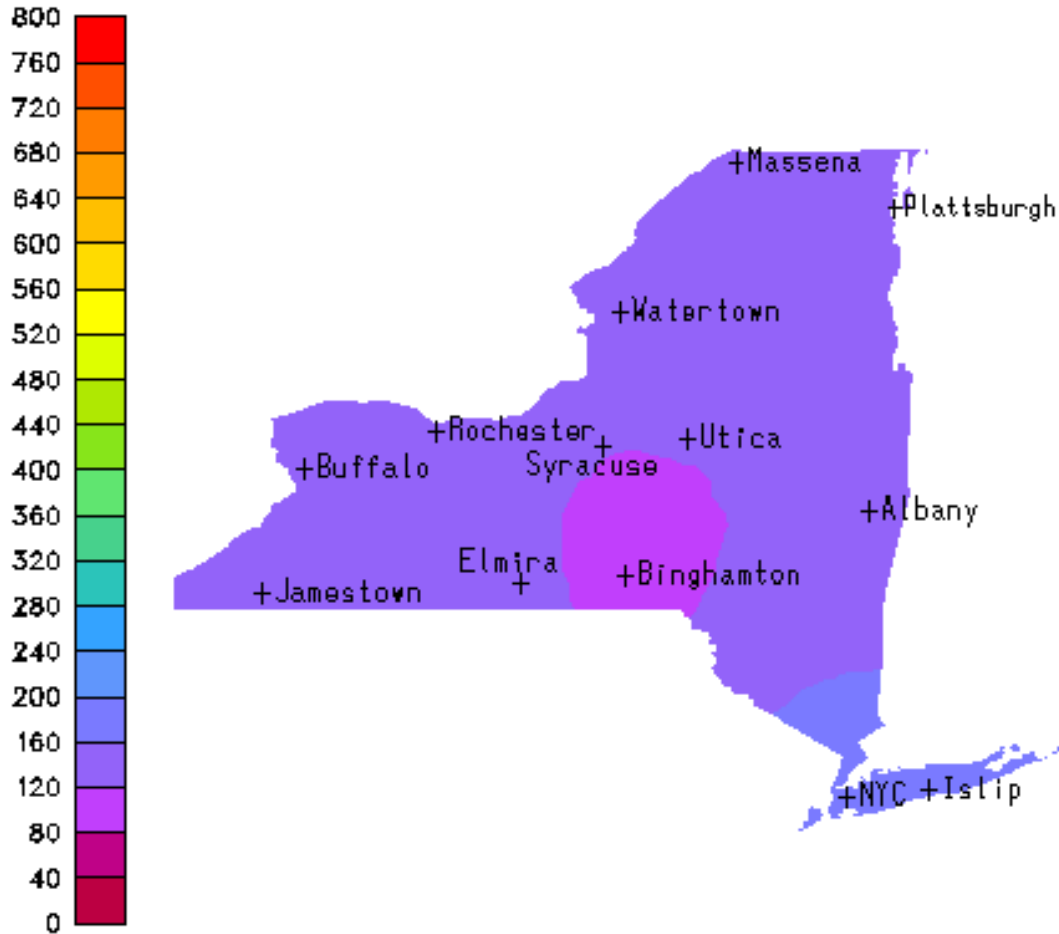 800
760
720
680
640
600
560
520
480
440
400
360
320
280
240
200
160
120
80
40
0
Massena
Plattsburgh
Watertown
Rochester
Utica
Syracuse
Buffalo
Albany
Elmira
Binghamton
Jamestown
NYC
Islip